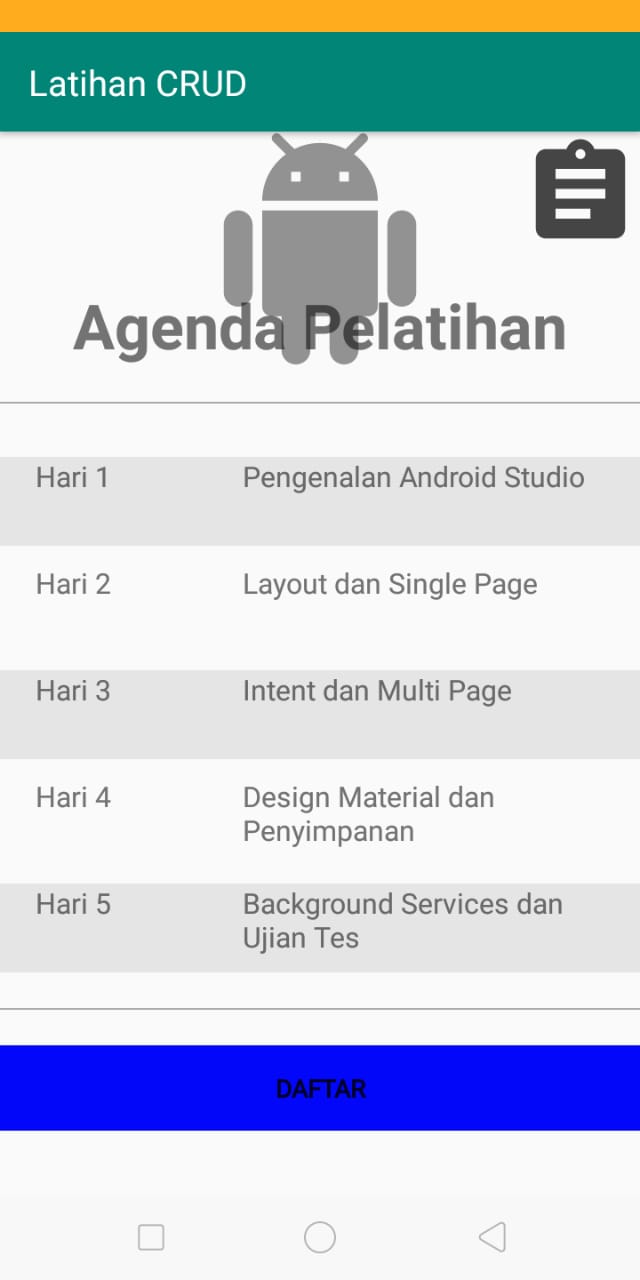 Latihan CRUD
Agenda Pelatihan
Hari 1 Pengenalan Android Studio
Hari 2 Layout dan Single Page
Hari 3 Intent dan Multi Page
Hari 4 Design Material dan
Penyimpanan
Hari 5 Background Services dan
Ujian Tes
DAFTAR